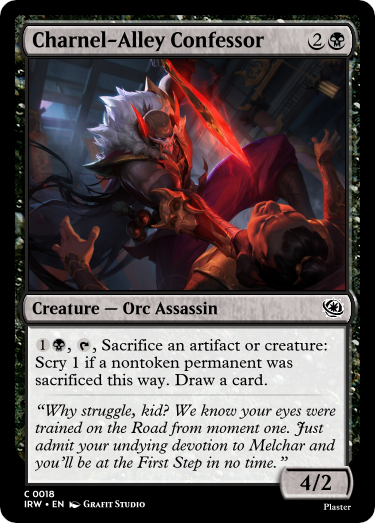 Charnel-Alley Confessor 2
Creature — Orc Assassin
1 , , Sacrifice an artifact or creature:
Scry 1 if a nontoken permanent was
sacrificed this way. Draw a card.
“Why struggle, kid? We know your eyes were
trained on the Road from moment one. Just
admit your undying devotion to Melchar and
you’ll be at the First Step in no time.”
4/2
C 0018
IRW • EN Grafit Studio
Plaster